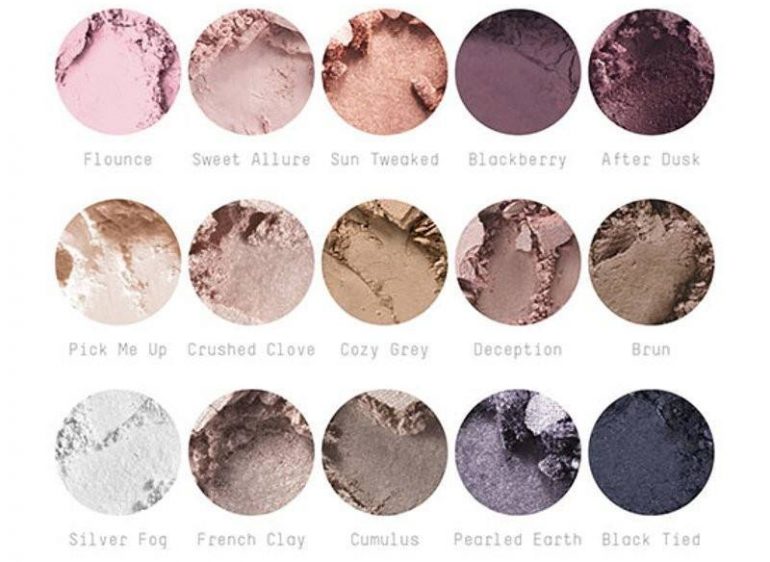 Flounce
Sweet Allure
Sun Tweaked
Blackberry
After Dusk
Pick Me Up
Crushed Clove
Cozy Grey
Deception
Brun
Silver Fog
French Clay
Cumulus
Pearled Earth
Black Tied